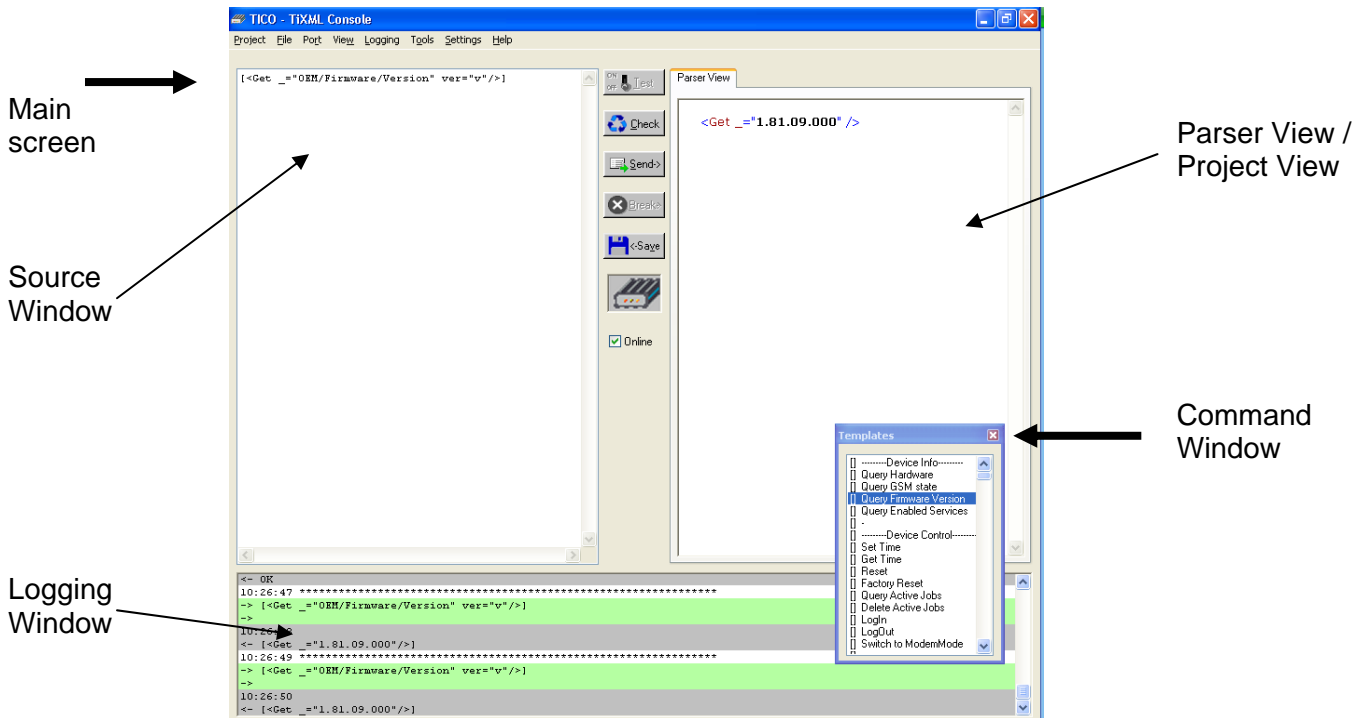 TICO - TiXML Console
Project File Port View Logging Tools Settings Help
Main
screen
Source
Window
Logging
Window
[<Get _="OEM/Firmware/Version" ver="v"/>]
ON
OFF
Test
Check
Send->
Break^
<-Save
Online
Parser View
<Get _="1.81.09.000" />
Parser View /
Project View
Command
Window
Templates
[] ---------Device Info---------
[] Query Hardware
[] Query GSM state
[] Query Firmware Version
[] Query Enabled Services
[] -
[] ---------Device Control---------
[] Set Time
[] Get Time
[] Reset
[] Factory Reset
[] Query Active Jobs
[] Delete Active Jobs
[] LogIn
[] LogOut
[] Switch to ModemMode
<- OK
10:26:47 ****************************************************************
-> [<Get _="OEM/Firmware/Version" ver="v"/>]
->
10:26:
<- [<Get _="1.81.09.000"/>]
10:26:49 ****************************************************************
-> [<Get _="OEM/Firmware/Version" ver="v"/>]
->
10:26:50
<- [<Get _="1.81.09.000"/>]